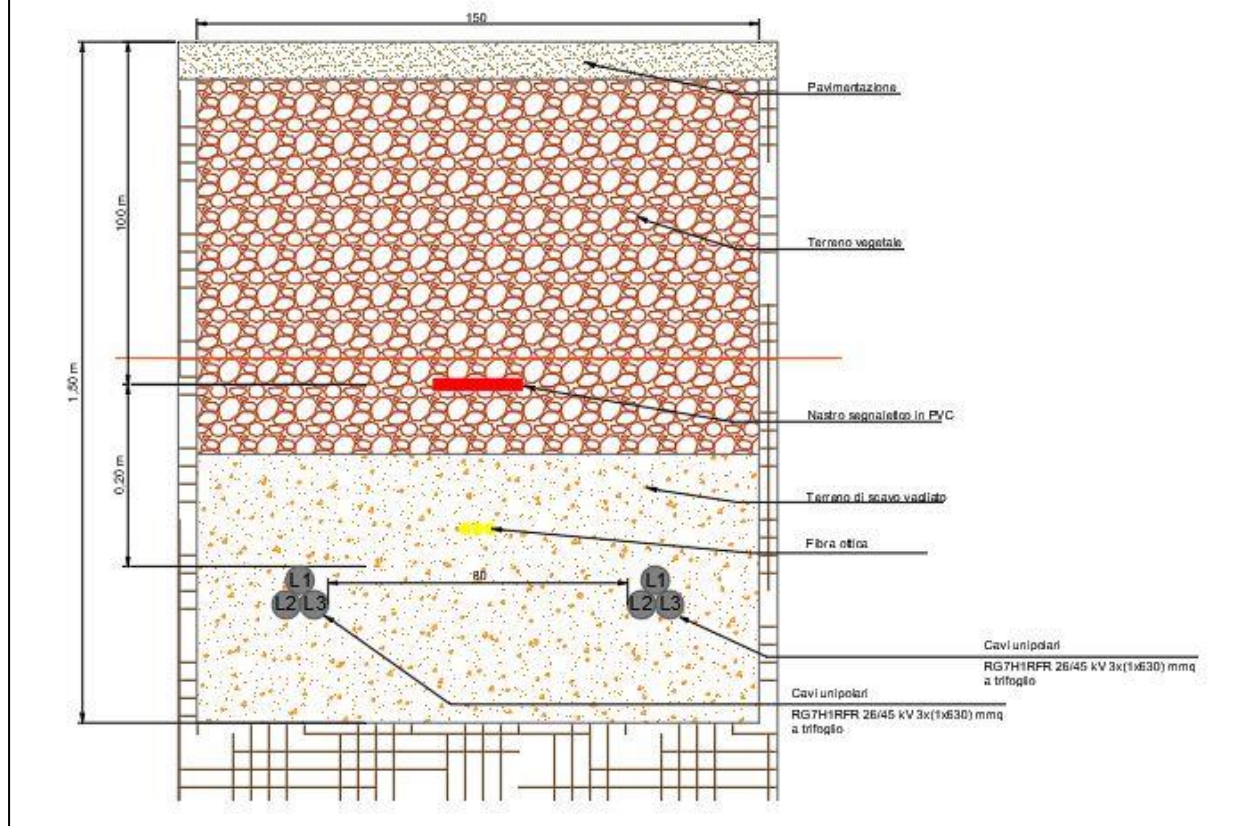 150
Pavimentazione
100 m
Terreno vegetale
1,50 m
Nastro segnaletico in PVC
0.20 m
Terreno di scavo vagliato
Fibra ottica
L1
80
L1
L2 L3
L2 L3
Cavi unipolari
RG7H1RFR 26/45 kV 3x(1x630) mmq
a trifoglio
Cavi unipolari
RG7H1RFR 26/45 kV 3x(1x630) mmq
a trifoglio